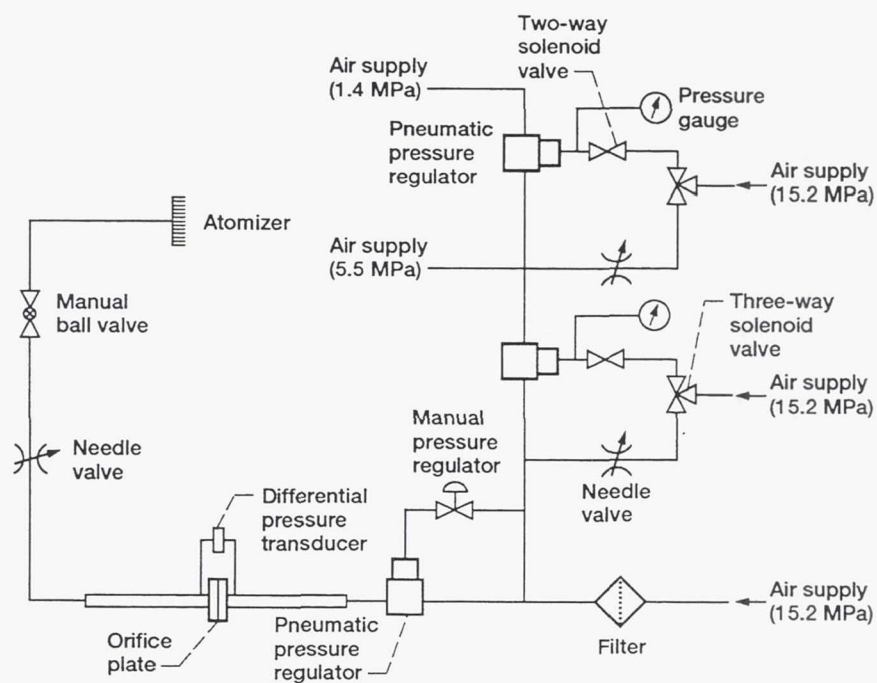 Two-way
solenoid
valve
Air supply
(1.4 MPa)
Pressure
gauge
Pneumatic
pressure
regulator
Air supply
(15.2 MPa)
Atomizer
Air supply
(5.5 MPa)
Manual
ball valve
Three-way
solenoid
valve
Air supply
(15.2 MPa)
Manual
pressure
regulator
Needle
valve
Needle
valve
Differential
pressure
transducer
Air supply
(15.2 MPa)
Orifice
plate
Pneumatic
pressure
regulator
Filter